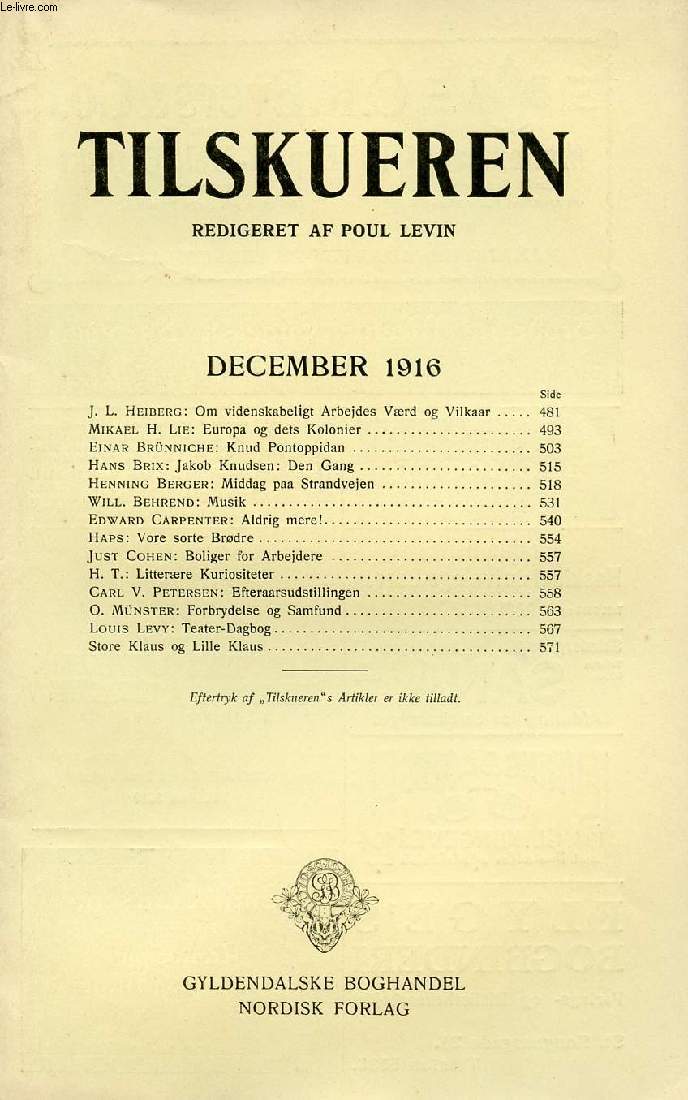 Le-livre.com
TILSKUEREN
REDIGERET AF POUL LEVIN
DECEMBER 1916
Side
J. L. HEIBERG: Om videnskabeligt Arbejdes Værd og Vilkaar ..... 481
MIKAEL H. LIE: Europa og dets Kolonier ....................... 493
EINAR BRÜNNICHE: Knud Pontoppidan ......................... 503
HANS BRIX: Jakob Knudsen: Den Gang ........................ 515
HENNING BERGER: Middag paa Strandvejen ..................... 518
WILL. BEHREND: Musik ....................................... 531
EDWARD CARPENTER: Aldrig mere!............................. 540
HAPS: Vore sorte Brødre ....................................... 554
JUST COHEN: Boliger for Arbejdere ............................. 557
H. T.: Litterære Kuriositeter .................................... 557
CARL V. PETERSEN: Efteraarsudstillingen ........................ 558
O. MÜNSTER: Forbrydelse og Samfund ........................... 563
LOUIS LEVY: Teater-Dagbog..................................... 567
Store Klaus og Lille Klaus ...................................... 571
Eftertryk af „Tilskueren“s Artikler er ikke tilladt.
GYLDENDALSKE BOGHANDEL
NORDISK FORLAG